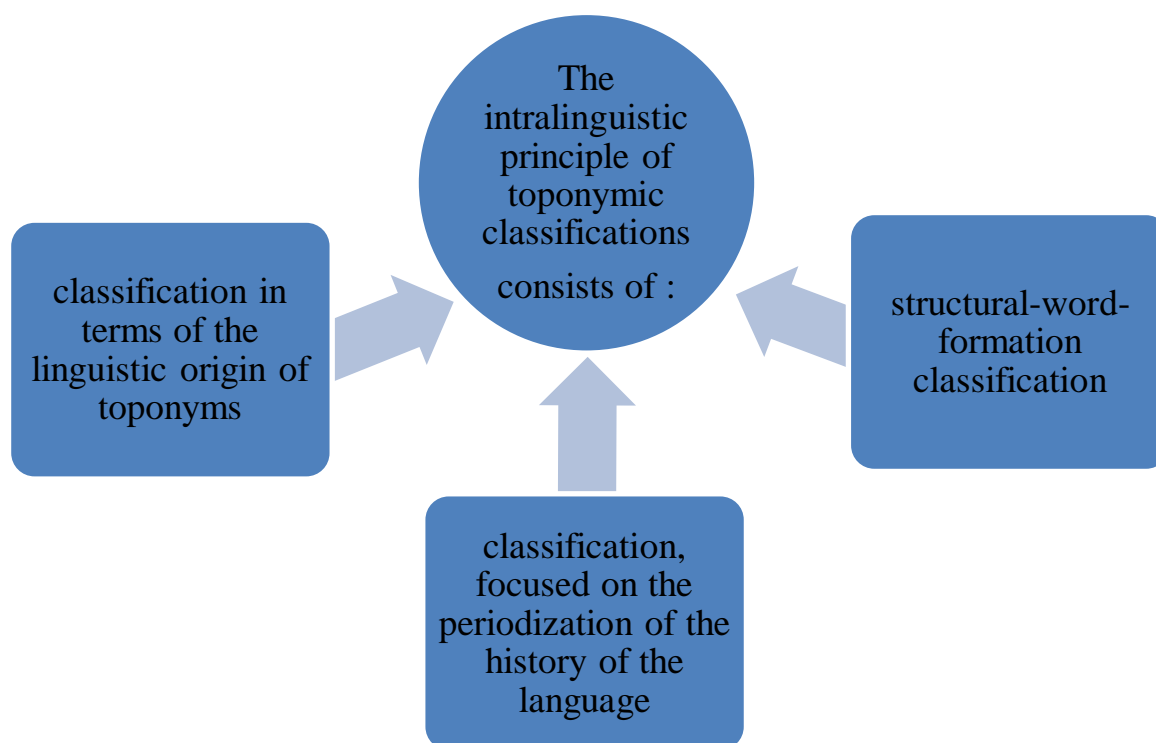 The
intralinguistic
principle of
toponymic
classifications
consists of :
classification in
terms of the
linguistic origin of
toponyms
structural-word-
formation
classification
classification,
focused on the
periodization of the
history of the
language